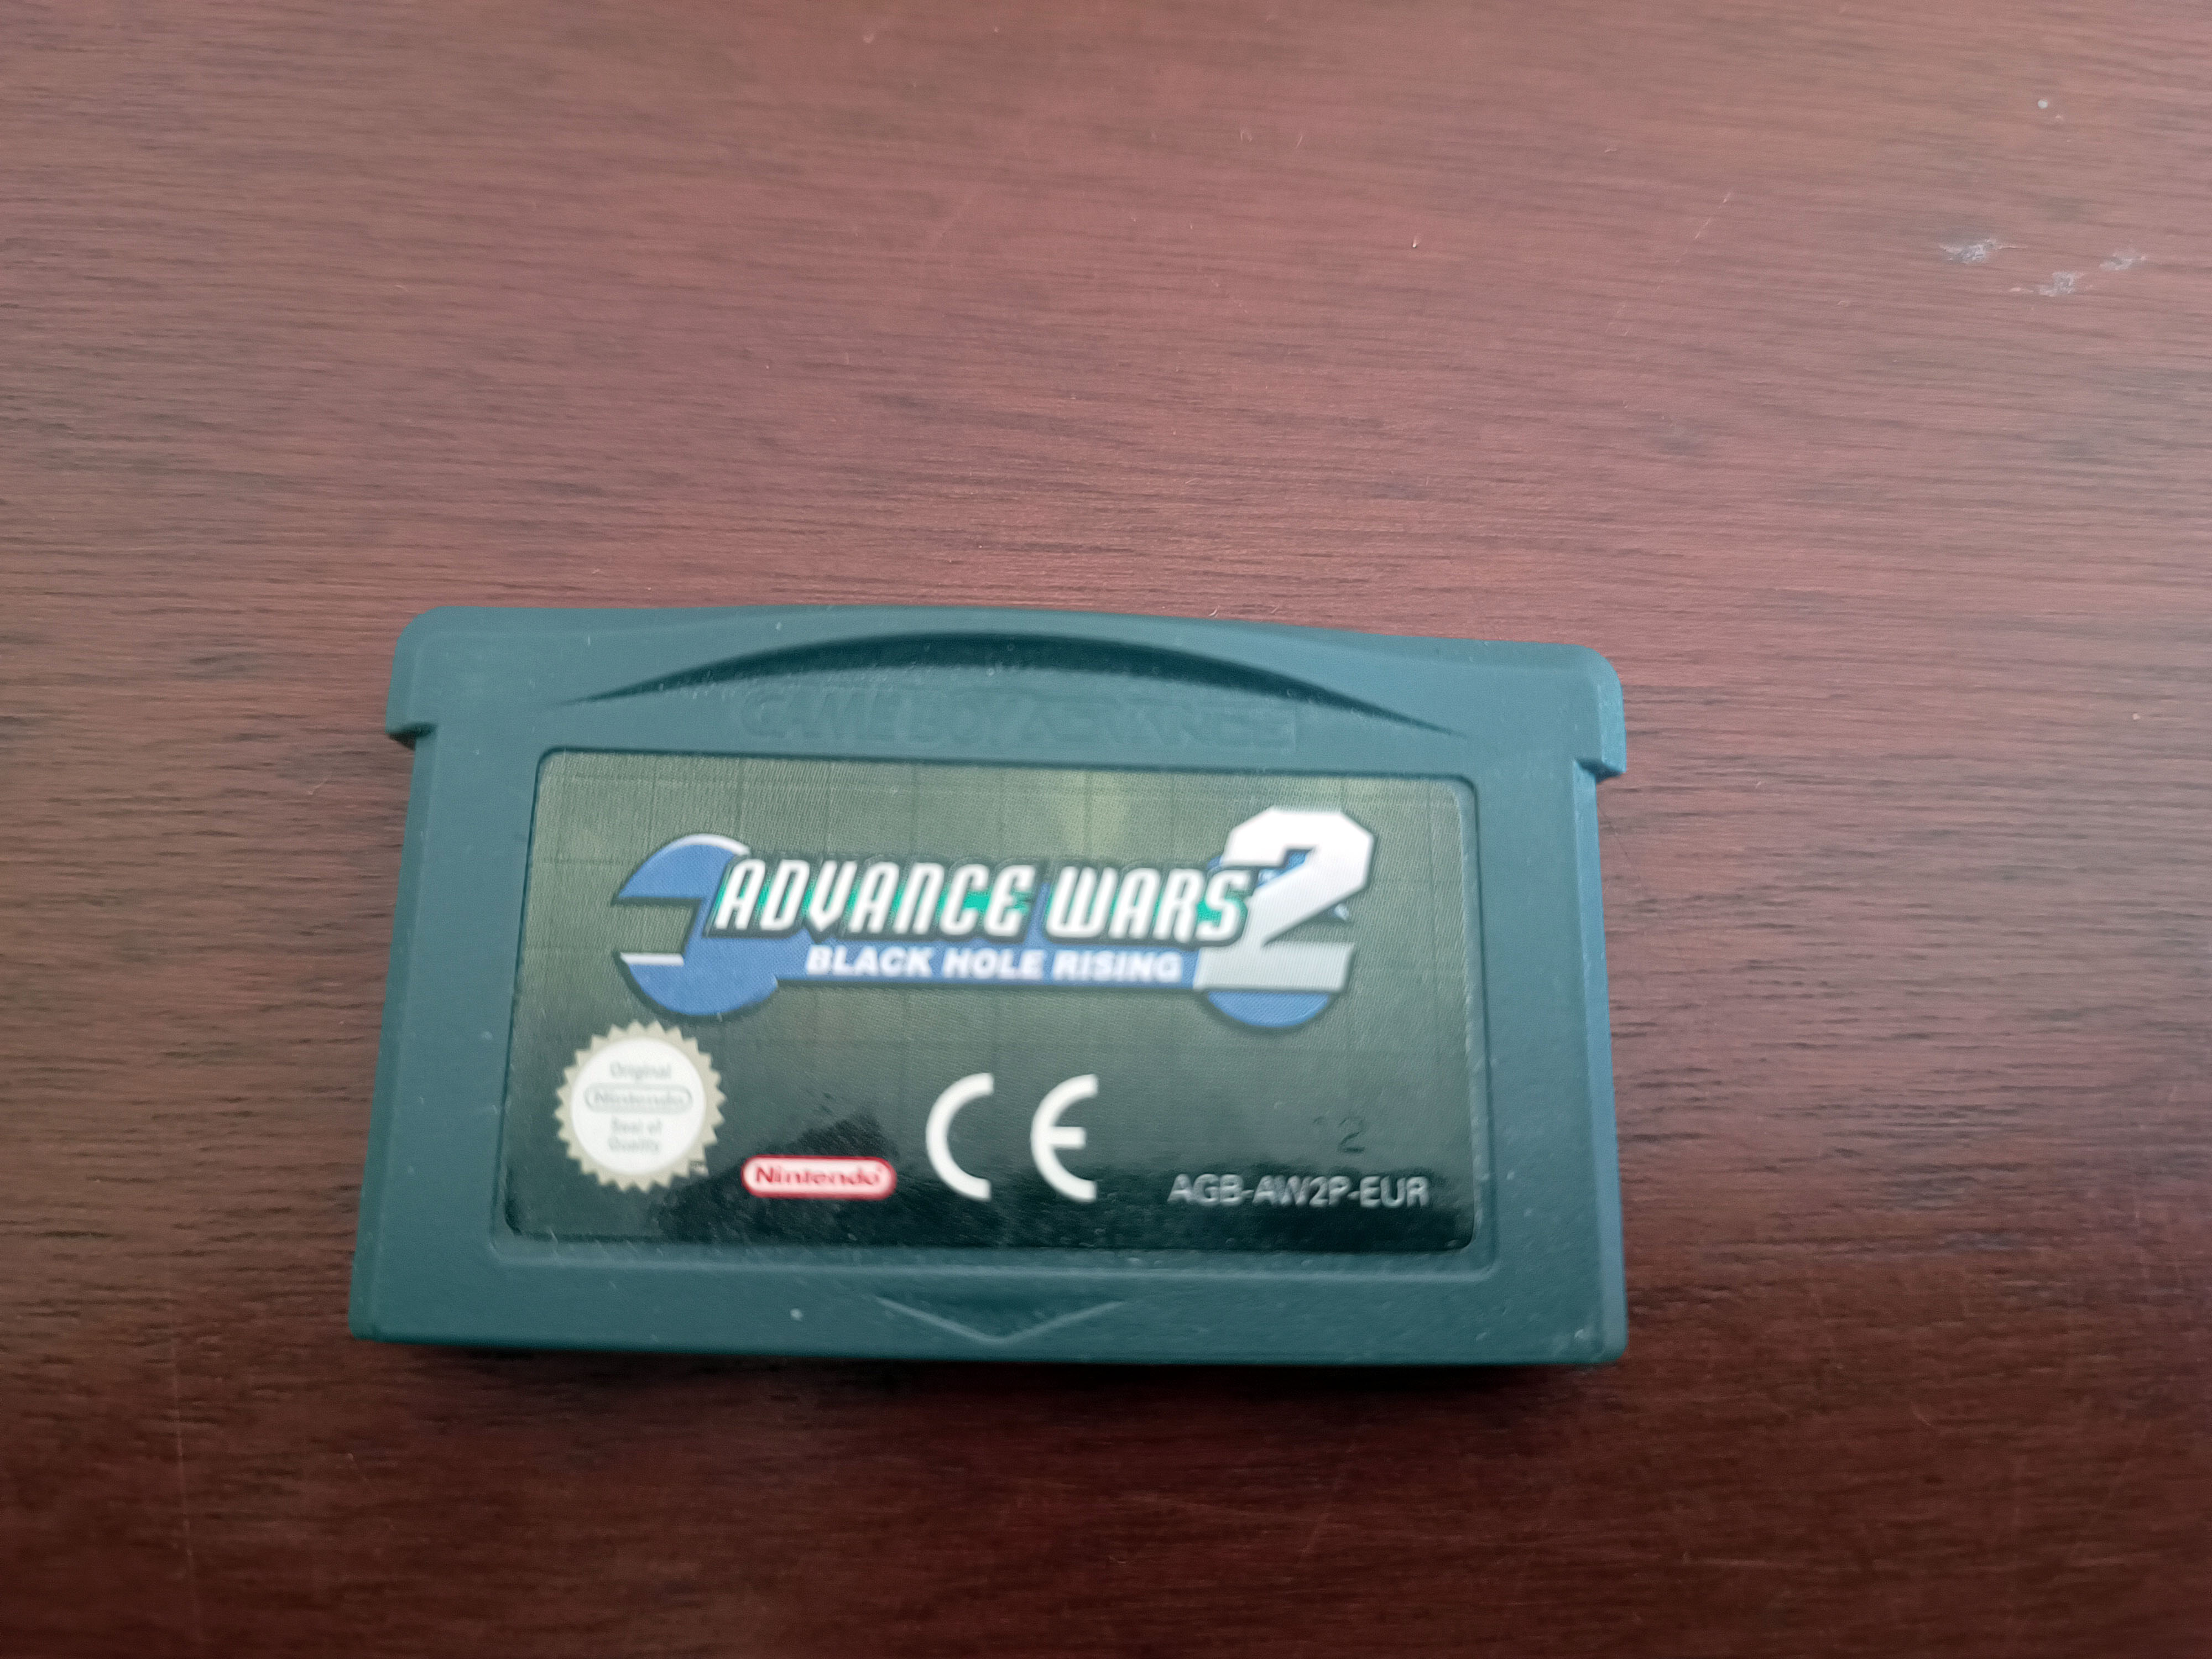 GAME BOY ADVANCE
ADVANCE WARS 2
BLACK HOLE RISING
Original
Nintendo
Seal of
Quality
Nintendo
CE
12
AGB-AW2P-EUR